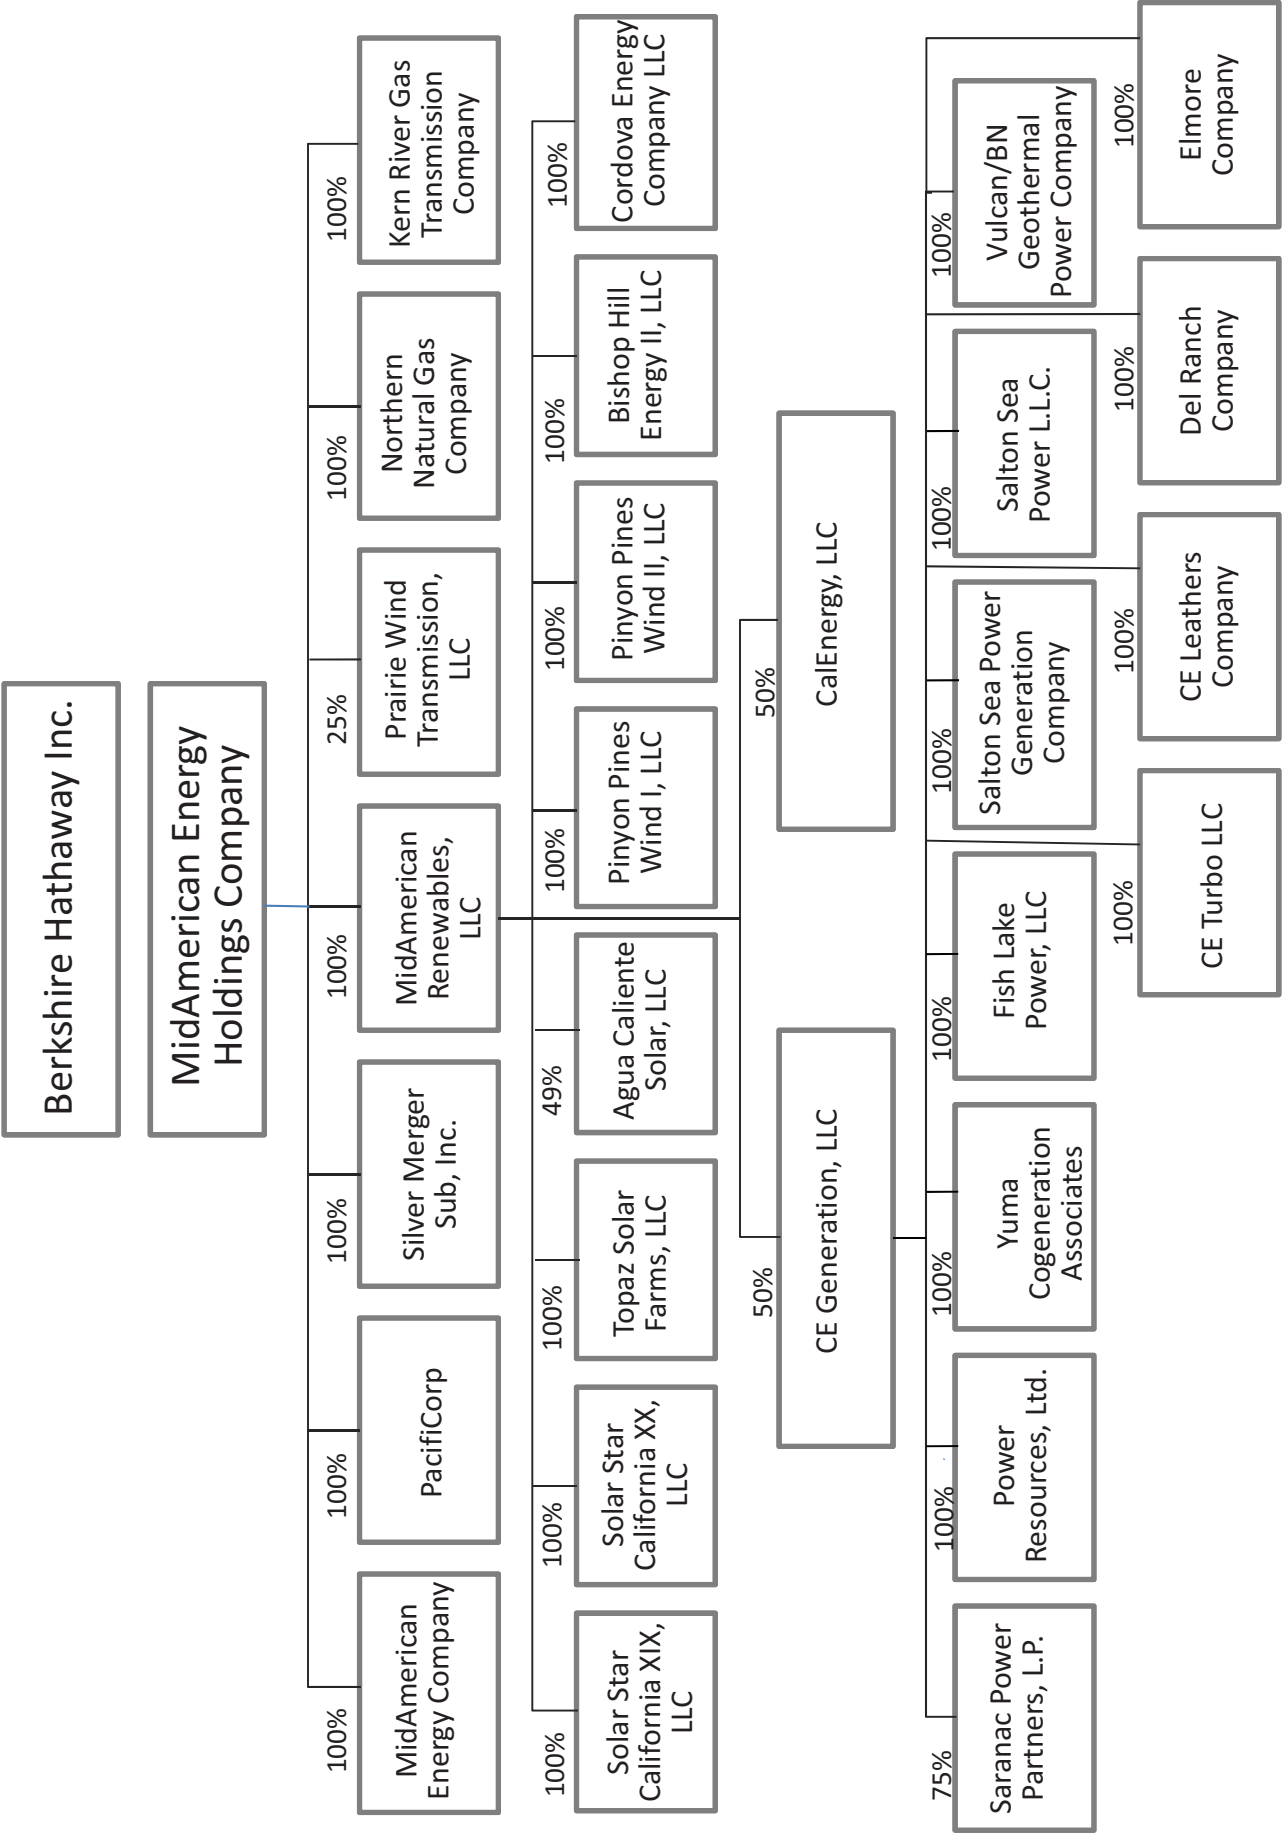 Berkshire Hathaway Inc.
MidAmerican Energy
Holdings Company
100%
100%
100%
100%
25%
100%
100%
MidAmerican
Energy Company
PacifiCorp
Silver Merger
Sub, Inc.
MidAmerican
Renewables,
LLC
Prairie Wind
Transmission,
LLC
Northern
Natural Gas
Company
Kern River Gas
Transmission
Company
100%
100%
100%
49%
100%
100%
100%
100%
Solar Star
California XIX,
LLC
Solar Star
California XX,
LLC
Topaz Solar
Farms, LLC
Agua Caliente
Solar, LLC
Pinyon Pines
Wind I, LLC
Pinyon Pines
Wind II, LLC
Bishop Hill
Energy II, LLC
Cordova Energy
Company LLC
50%
50%
CE Generation, LLC
CalEnergy, LLC
75%
100%
100%
100%
100%
100%
100%
Saranac Power
Partners, L.P.
Power
Resources, Ltd.
Yuma
Cogeneration
Associates
Fish Lake
Power, LLC
Salton Sea Power
Generation
Company
Salton Sea
Power L.L.C.
Vulcan/BN
Geothermal
Power Company
100%
100%
100%
100%
CE Turbo LLC
CE Leathers
Company
Del Ranch
Company
Elmore
Company